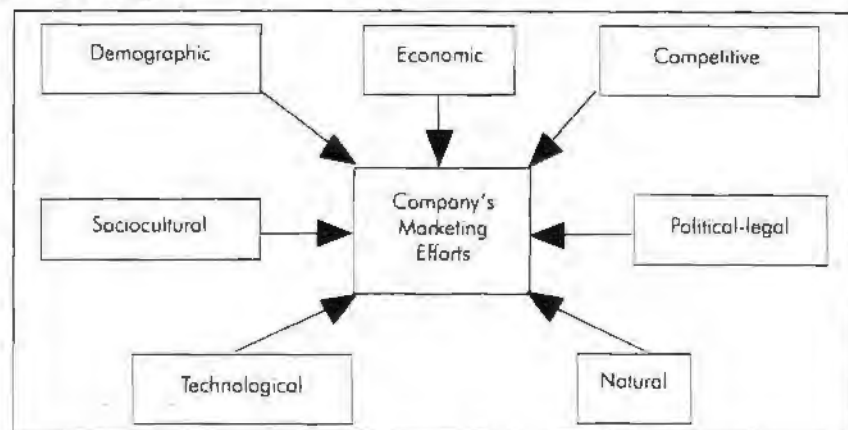 Demographic
Economic
Competitive
Company's
Marketing
Efforts
Sociocultural
Political-legal
Technological
Natural